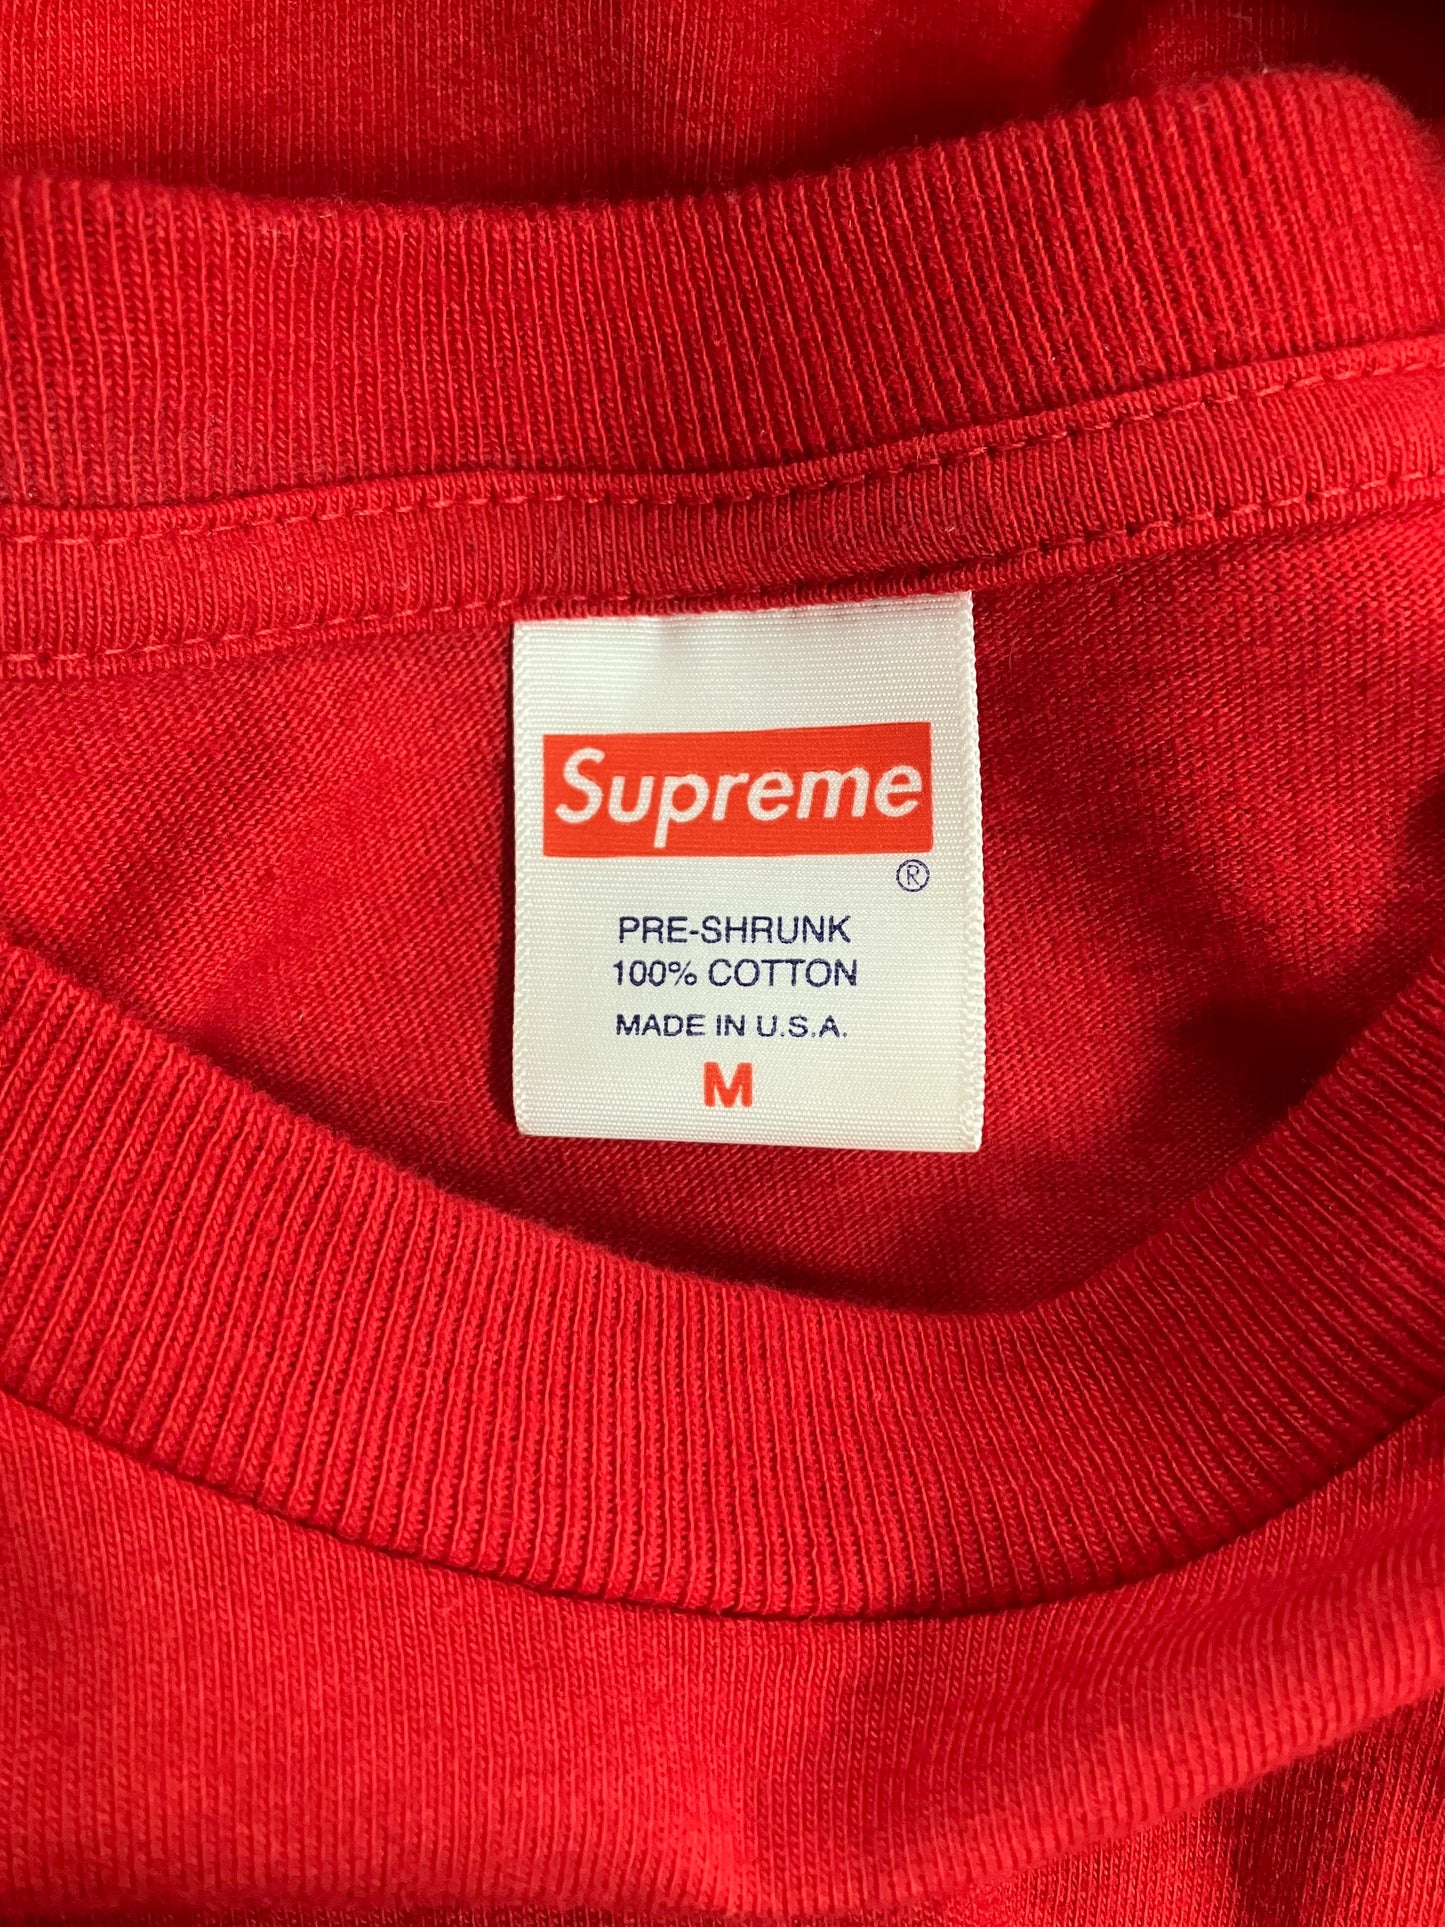 Supreme
®
PRE-SHRUNK
100% COTTON
MADE IN U.S.A.
M